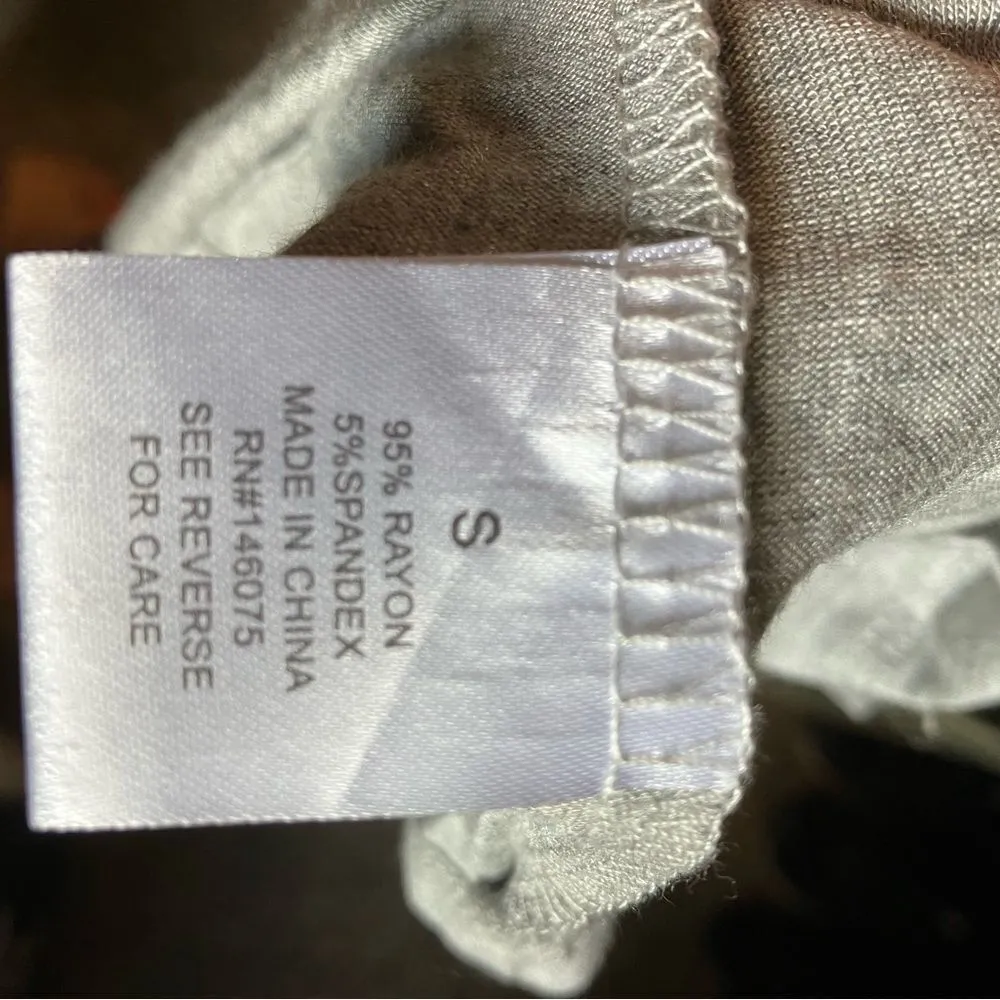 S
95% RAYON
5%SPANDEX
MADE IN CHINA
RN#146075
SEE REVERSE
FOR CARE